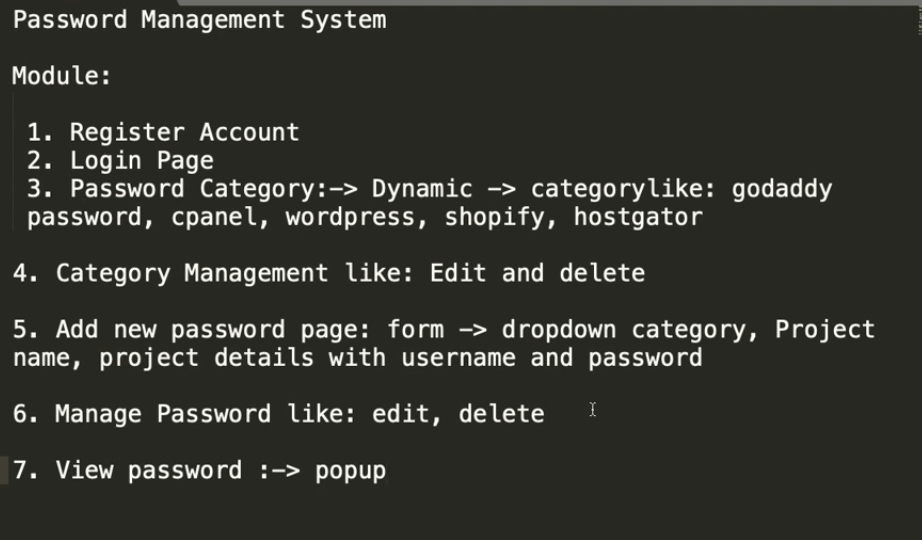 Password Management System
Module:
1. Register Account
2. Login Page
3. Password Category:-> Dynamic -> categorylike: godaddy
password, cpanel, wordpress, shopify, hostgator
4. Category Management like: Edit and delete
5. Add new password page: form -> dropdown category, Project
name, project details with username and password
6. Manage Password like: edit, delete
7. View password :-> popup